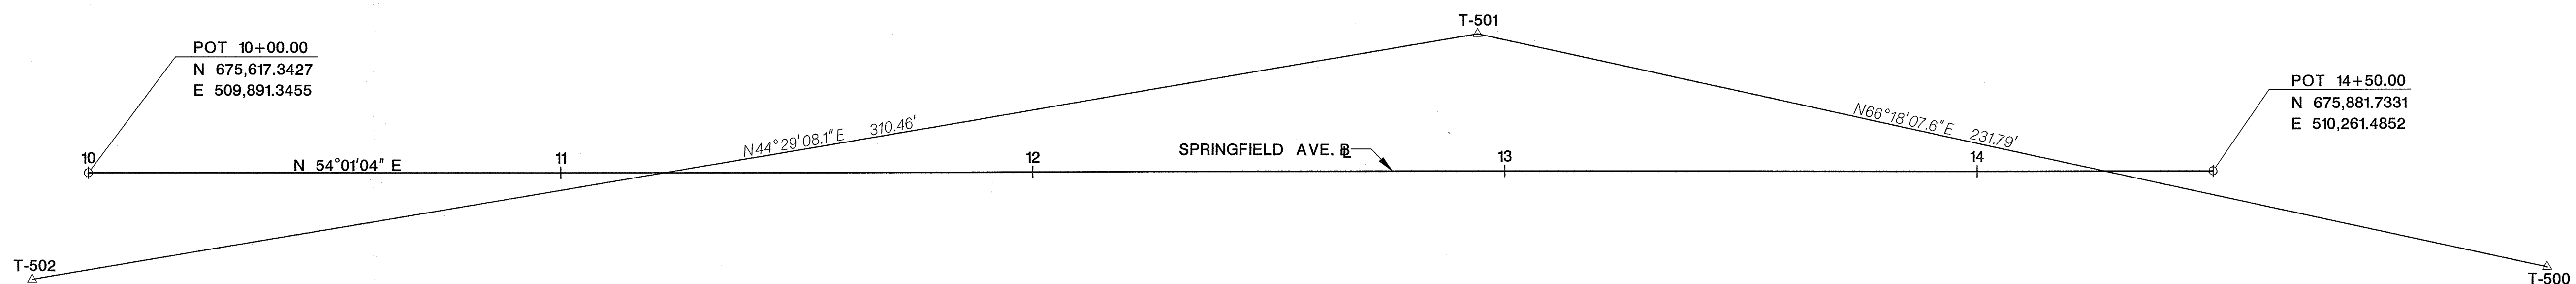 T-501
POT 10+00.00
N 675,617.3427
E 509,891.3455
POT 14+50.00
N 675,881.7331
E 510,261.4852
N44°29'08.1"E 310.46'
N66°18'07.6"E 231.79'
SPRINGFIELD AVE. ℄
10
11
12
13
14
N 54°01'04" E
T-502
T-500